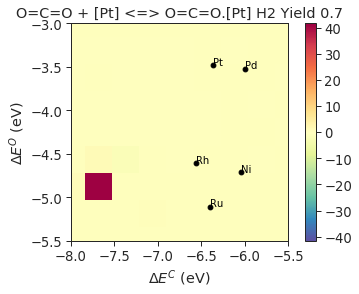 O=C=O + [Pt] <=> O=C=O.[Pt] H2 Yield 0.7
−3.0
−3.5
−4.0
−4.5
−5.0
−5.5
ΔE^O (eV)
Pt
Pd
Rh
Ni
Ru
−8.0 −7.5 −7.0 −6.5 −6.0 −5.5
ΔE^C (eV)
40
30
20
10
0
−10
−20
−30
−40